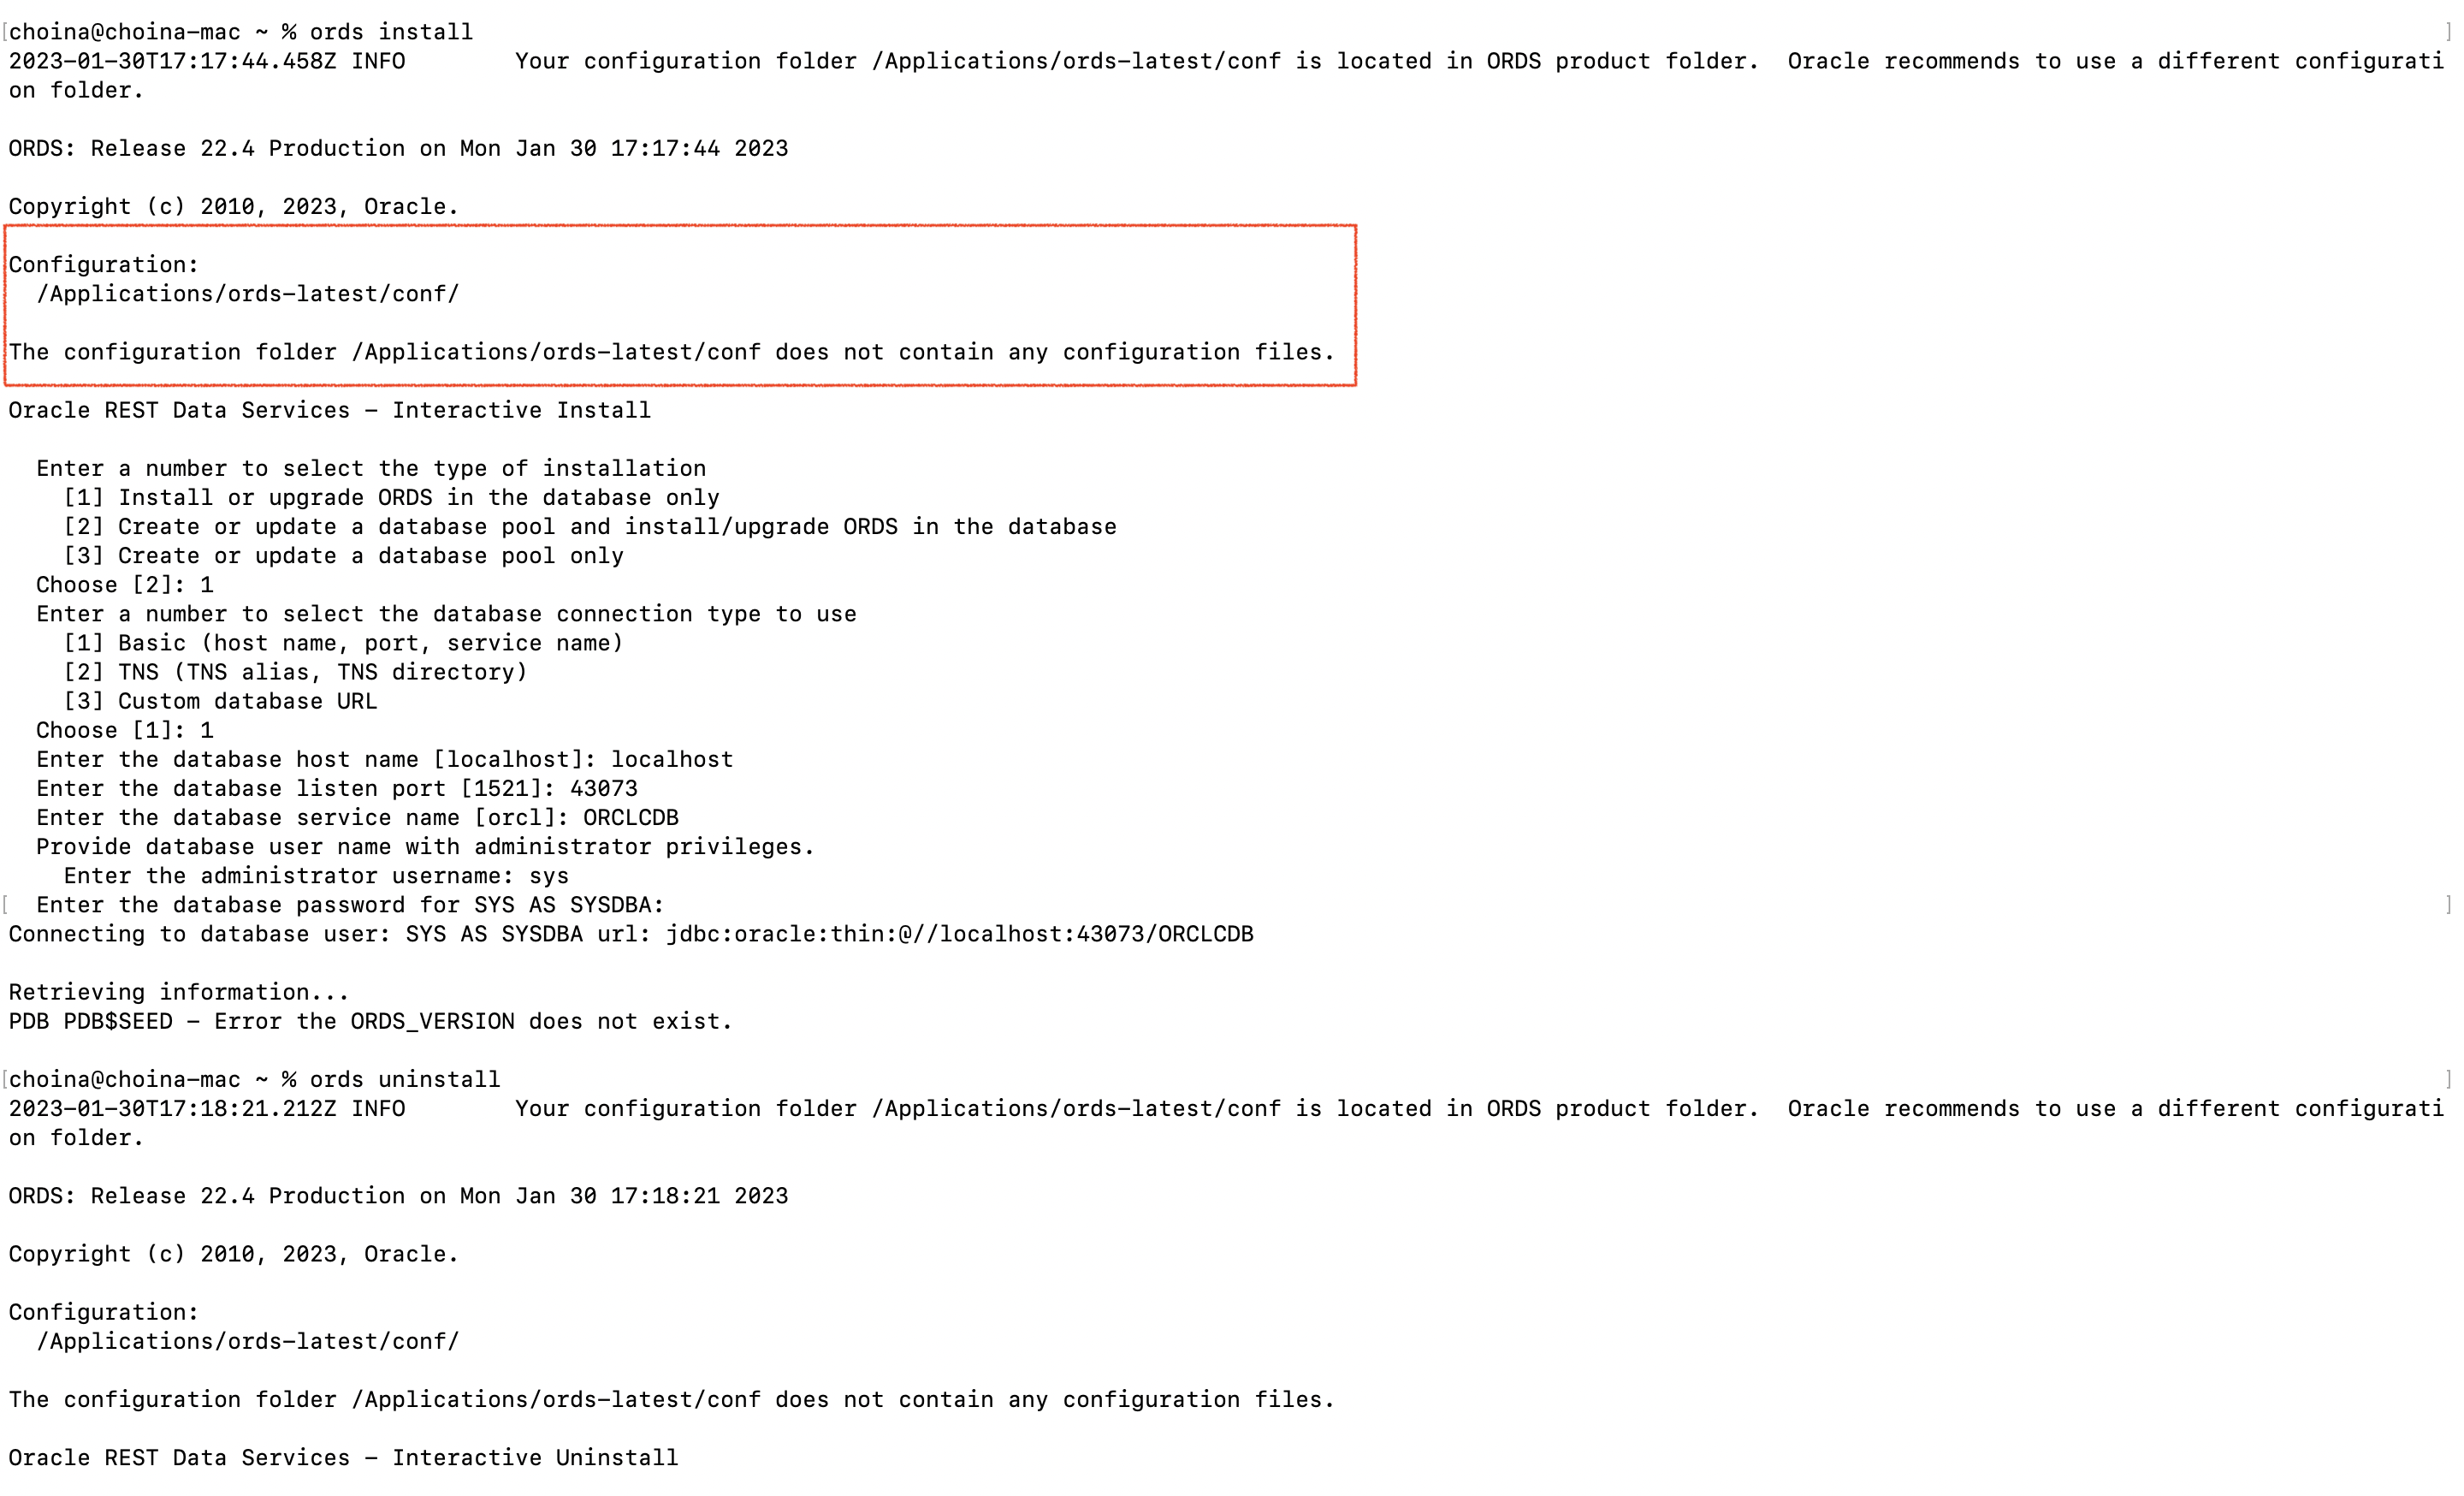 [choina@choina-mac ~ % ords install ]
2023-01-30T17:17:44.458Z INFO        Your configuration folder /Applications/ords-latest/conf is located in ORDS product folder.  Oracle recommends to use a different configurati
on folder.
ORDS: Release 22.4 Production on Mon Jan 30 17:17:44 2023
Copyright (c) 2010, 2023, Oracle.
Configuration:
  /Applications/ords-latest/conf/
The configuration folder /Applications/ords-latest/conf does not contain any configuration files.
Oracle REST Data Services - Interactive Install
  Enter a number to select the type of installation
    [1] Install or upgrade ORDS in the database only
    [2] Create or update a database pool and install/upgrade ORDS in the database
    [3] Create or update a database pool only
  Choose [2]: 1
  Enter a number to select the database connection type to use
    [1] Basic (host name, port, service name)
    [2] TNS (TNS alias, TNS directory)
    [3] Custom database URL
  Choose [1]: 1
  Enter the database host name [localhost]: localhost
  Enter the database listen port [1521]: 43073
  Enter the database service name [orcl]: ORCLCDB
  Provide database user name with administrator privileges.
    Enter the administrator username: sys
[  Enter the database password for SYS AS SYSDBA: ]
Connecting to database user: SYS AS SYSDBA url: jdbc:oracle:thin:@//localhost:43073/ORCLCDB
Retrieving information...
PDB PDB$SEED - Error the ORDS_VERSION does not exist.
[choina@choina-mac ~ % ords uninstall ]
2023-01-30T17:18:21.212Z INFO        Your configuration folder /Applications/ords-latest/conf is located in ORDS product folder.  Oracle recommends to use a different configurati
on folder.
ORDS: Release 22.4 Production on Mon Jan 30 17:18:21 2023
Copyright (c) 2010, 2023, Oracle.
Configuration:
  /Applications/ords-latest/conf/
The configuration folder /Applications/ords-latest/conf does not contain any configuration files.
Oracle REST Data Services - Interactive Uninstall